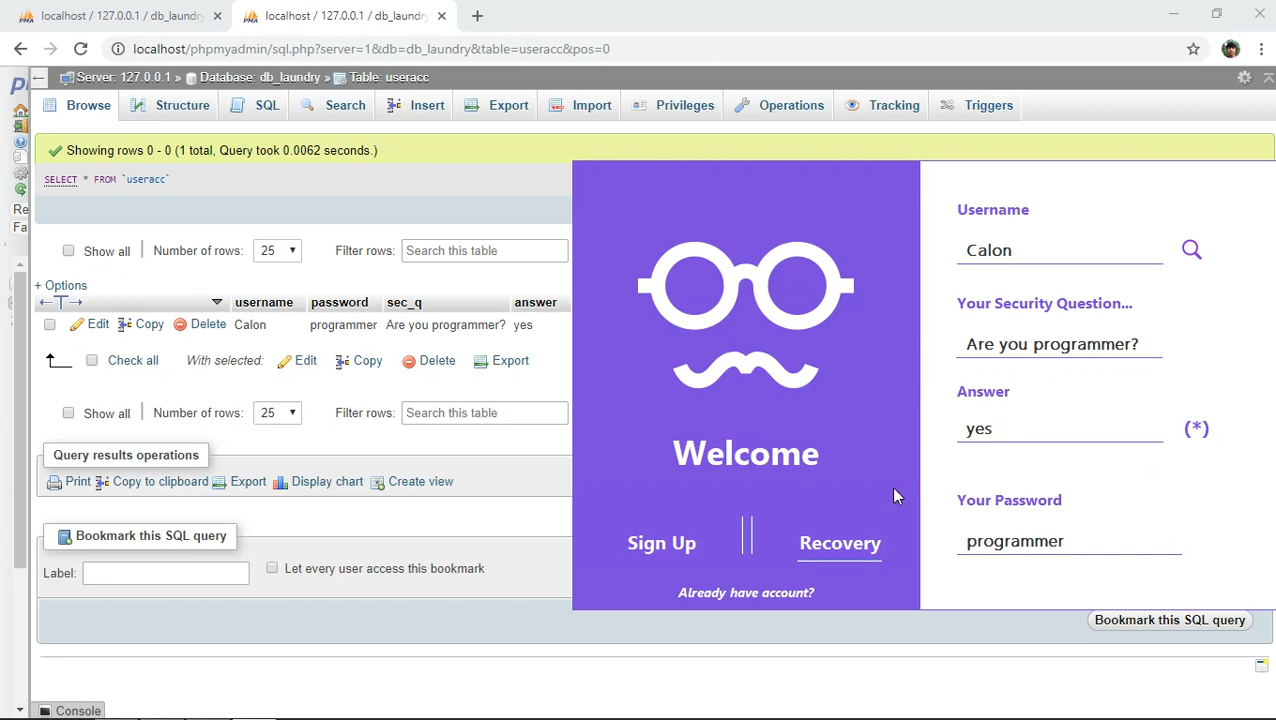 localhost / 127.0.0.1 / db_laundry
localhost / 127.0.0.1 / db_laundry
localhost/phpmyadmin/sql.php?server=1&db=db_laundry&table=useracc&pos=0
Server: 127.0.0.1 » Database: db_laundry » Table: useracc
Browse Structure SQL Search Insert Export Import Privileges Operations Tracking Triggers
Showing rows 0 - 0 (1 total, Query took 0.0062 seconds.)
SELECT * FROM `useracc`
Re
Fa
Show all Number of rows: 25 Filter rows: Search this table
+ Options
username password sec_q answer
Edit Copy Delete Calon programmer Are you programmer? yes
Check all With selected: Edit Copy Delete Export
Show all Number of rows: 25 Filter rows: Search this table
Query results operations
Print Copy to clipboard Export Display chart Create view
Bookmark this SQL query
Label: Let every user access this bookmark
Bookmark this SQL query
Console
Welcome
Sign Up Recovery
Already have account?
Username
Calon
Your Security Question...
Are you programmer?
Answer
yes (*)
Your Password
programmer